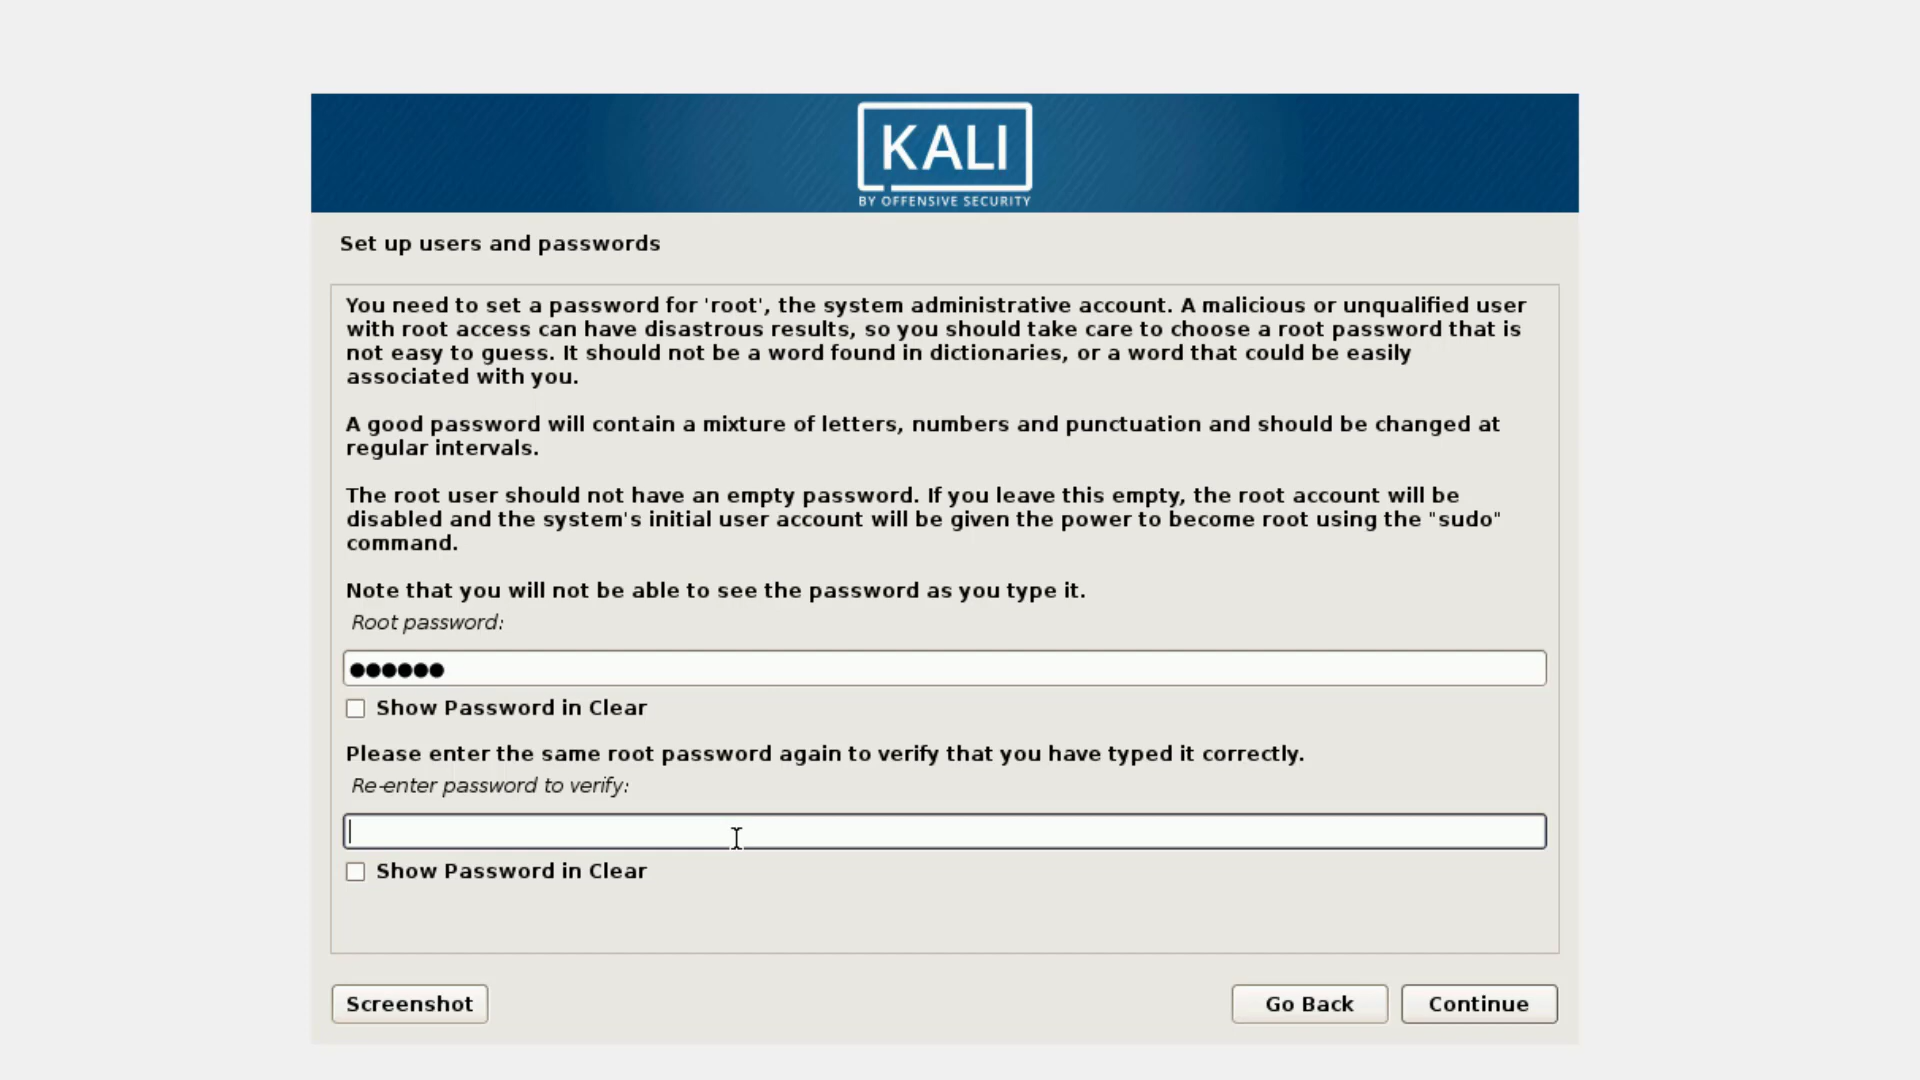 KALI
BY OFFENSIVE SECURITY
Set up users and passwords
You need to set a password for 'root', the system administrative account. A malicious or unqualified user
with root access can have disastrous results, so you should take care to choose a root password that is
not easy to guess. It should not be a word found in dictionaries, or a word that could be easily
associated with you.
A good password will contain a mixture of letters, numbers and punctuation and should be changed at
regular intervals.
The root user should not have an empty password. If you leave this empty, the root account will be
disabled and the system's initial user account will be given the power to become root using the "sudo"
command.
Note that you will not be able to see the password as you type it.
Root password:
●●●●●●
Show Password in Clear
Please enter the same root password again to verify that you have typed it correctly.
Re-enter password to verify:
Show Password in Clear
Screenshot
Go Back
Continue